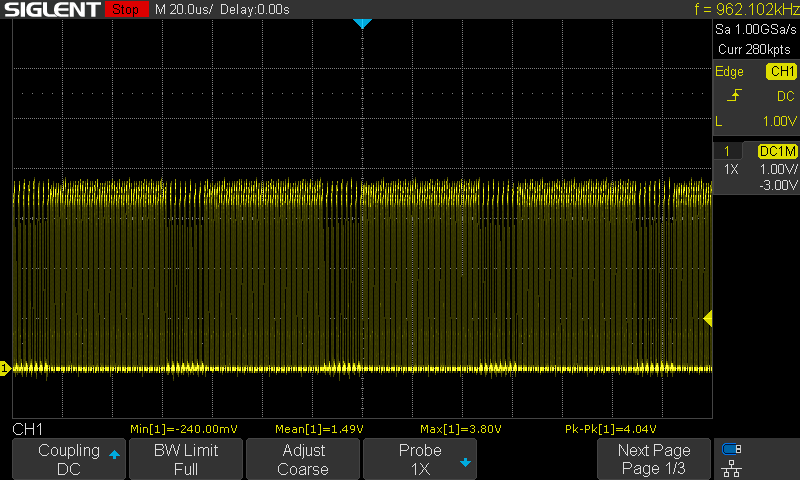 SIGLENT Stop M 20.0us/ Delay:0.00s f = 962.102kHz
Sa 1.00GSa/s
Curr 280kpts
Edge CH1
DC
L 1.00V
1 DC1M
1X 1.00V/
-3.00V
1
CH1 Min[1]=-240.00mV Mean[1]=1.49V Max[1]=3.80V Pk-Pk[1]=4.04V
Coupling BW Limit Adjust Probe Next Page
DC Full Coarse 1X Page 1/3